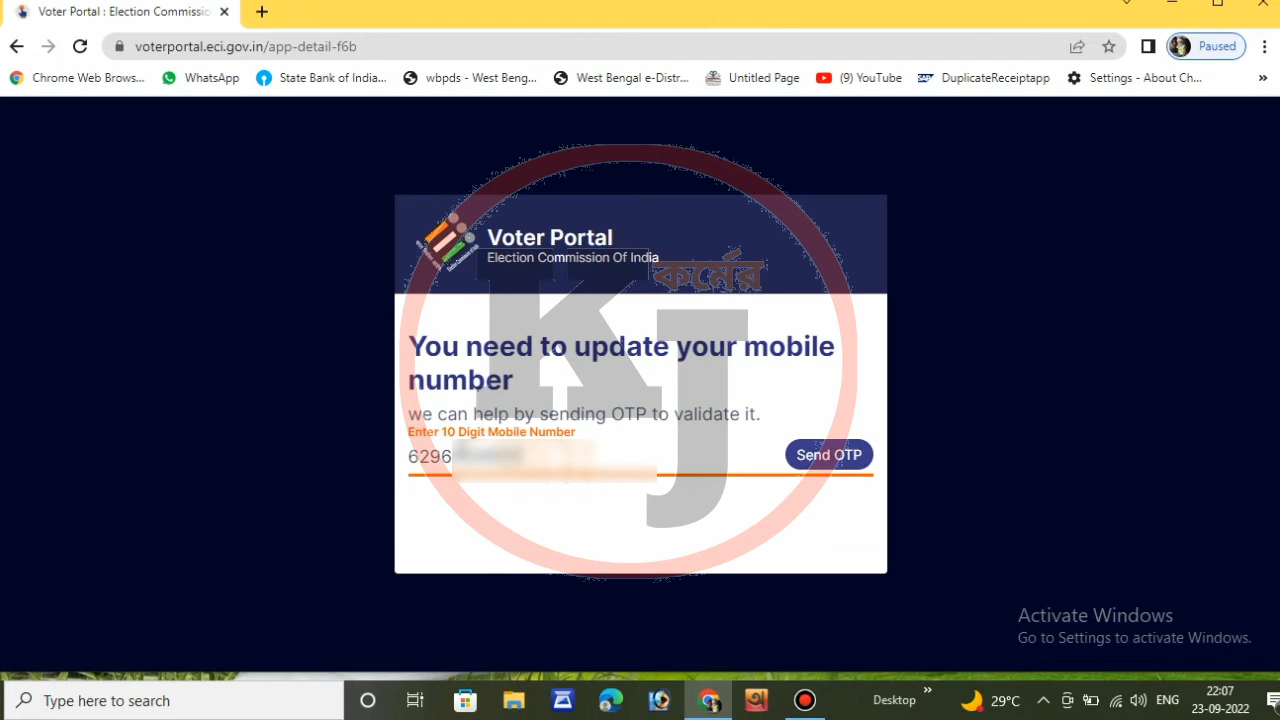 Voter Portal : Election Commissic
voterportal.eci.gov.in/app-detail-f6b
Paused
Chrome Web Brows...
WhatsApp
State Bank of India...
wbpds - West Beng...
West Bengal e-Distr...
Untitled Page
(9) YouTube
DuplicateReceiptapp
Settings - About Ch...
»
Voter Portal
Election Commission Of India
কর্মের
KJ
You need to update your mobile
number
we can help by sending OTP to validate it.
Enter 10 Digit Mobile Number
6296
Send OTP
Activate Windows
Go to Settings to activate Windows.
Type here to search
Desktop
»
29°C
ENG
22:07
23-09-2022